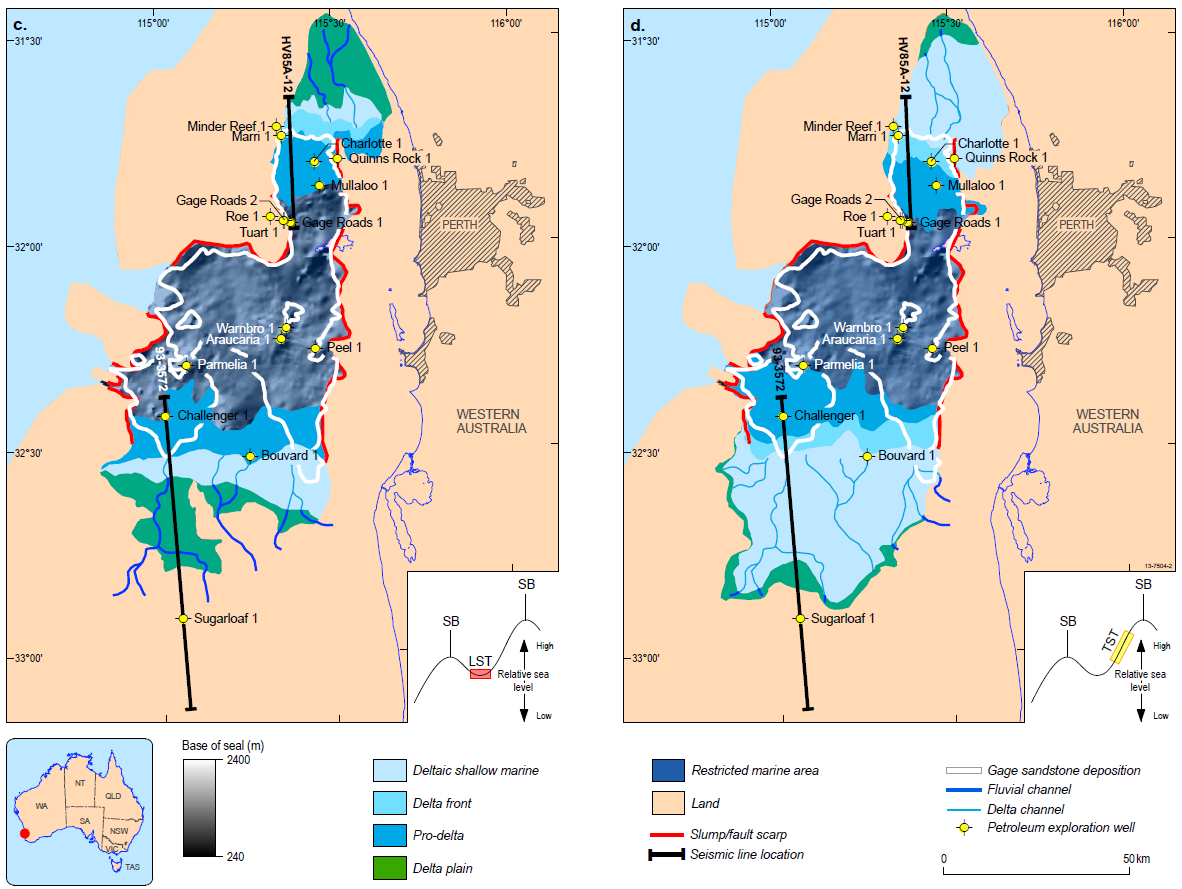 c.
115°00'
115°30'
116°00'
31°30'
HV85A-12
Minder Reef 1
Marri 1
Charlotte 1
Quinns Rock 1
Mullaloo 1
Gage Roads 2
Roe 1
Gage Roads 1
Tuart 1
PERTH
32°00'
Warnbro 1
Araucaria 1
Peel 1
93-3572
Parmelia 1
Challenger 1
WESTERN
AUSTRALIA
32°30'
Bouvard 1
Sugarloaf 1
33°00'
SB
SB
LST
High
Relative sea
level
Low
d.
115°00'
115°30'
116°00'
31°30'
HV85A-12
Minder Reef 1
Marri 1
Charlotte 1
Quinns Rock 1
Mullaloo 1
Gage Roads 2
Roe 1
Gage Roads 1
Tuart 1
PERTH
32°00'
Warnbro 1
Araucaria 1
Peel 1
93-3572
Parmelia 1
Challenger 1
WESTERN
AUSTRALIA
32°30'
Bouvard 1
13-7504-2
Sugarloaf 1
33°00'
SB
SB
TST
High
Relative sea
level
Low
WA
NT
QLD
SA
NSW
VIC
TAS
Base of seal (m)
2400
240
Deltaic shallow marine
Delta front
Pro-delta
Delta plain
Restricted marine area
Land
Slump/fault scarp
Seismic line location
Gage sandstone deposition
Fluvial channel
Delta channel
Petroleum exploration well
0
50 km